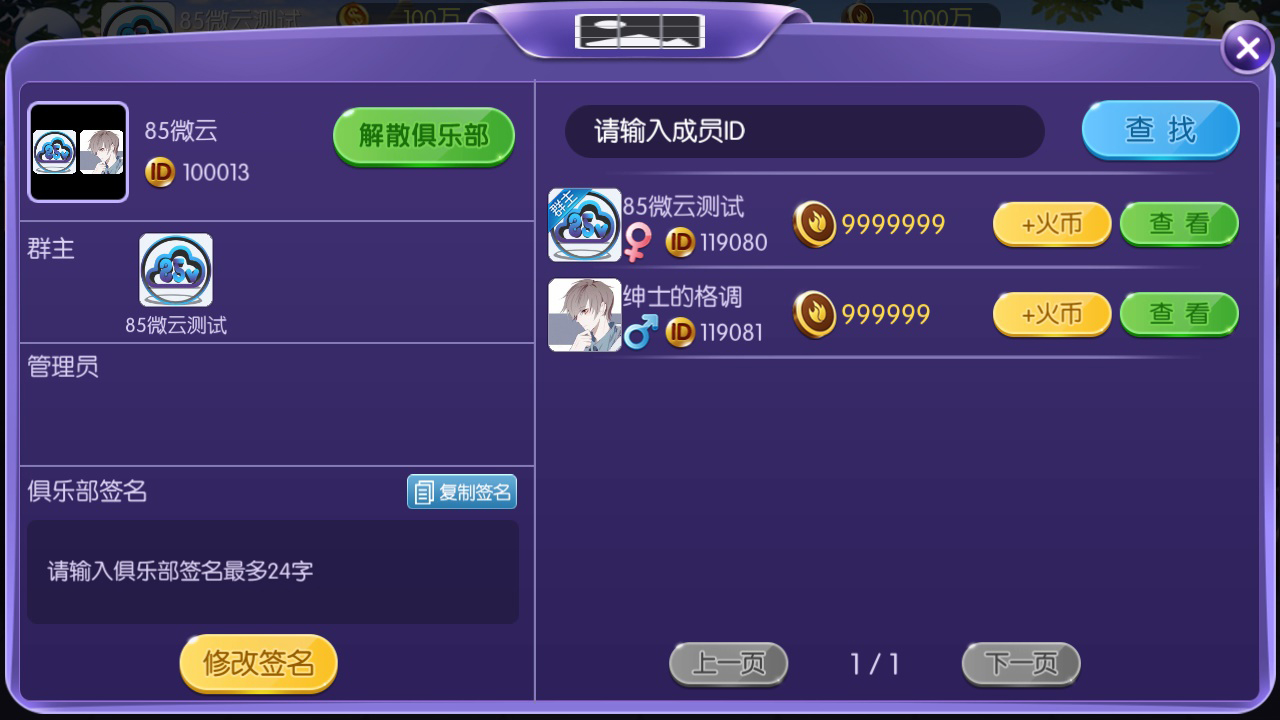 85微云测试
100万
1000万
85微云
ID 100013
解散俱乐部
群主
85微云测试
管理员
俱乐部签名
复制签名
请输入俱乐部签名最多24字
修改签名
请输入成员ID
查 找
群主
85微云测试
ID 119080
9999999
+火币
查 看
绅士的格调
ID 119081
999999
+火币
查 看
上一页
1/1
下一页